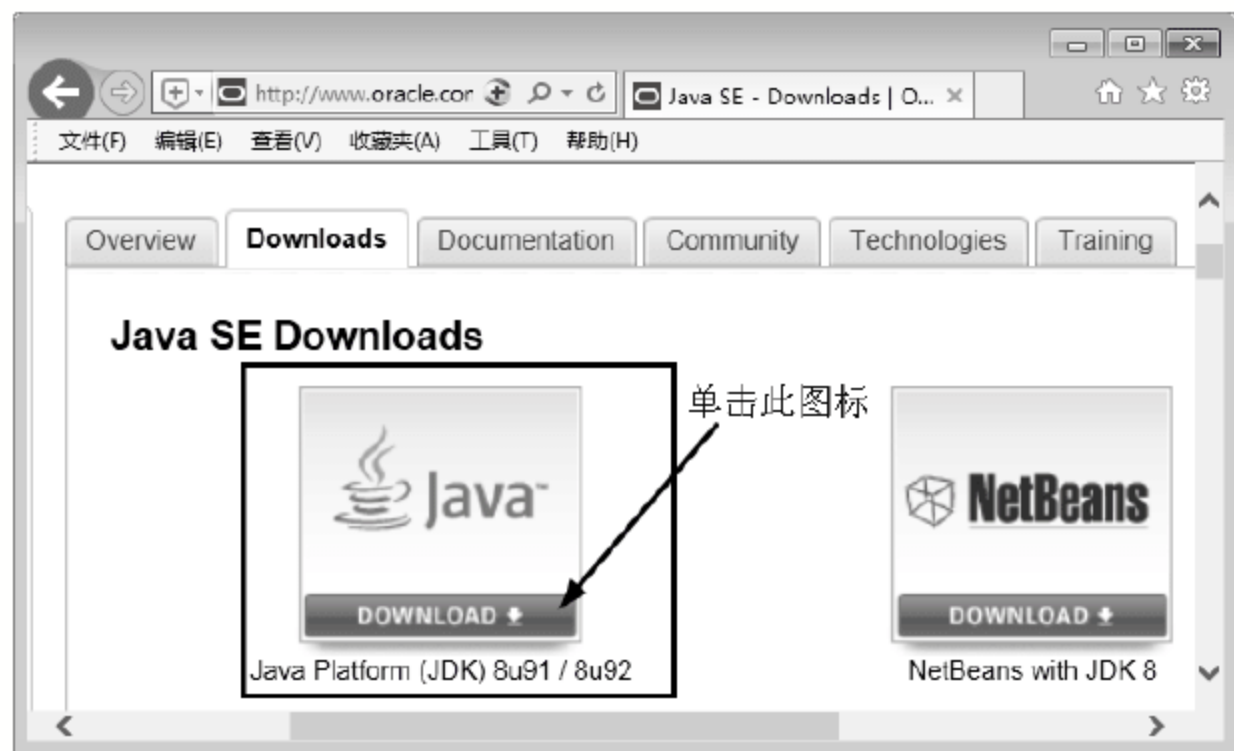 http://www.oracle.com
Java SE - Downloads | O...
文件(F) 编辑(E) 查看(V) 收藏夹(A) 工具(T) 帮助(H)
Overview Downloads Documentation Community Technologies Training
Java SE Downloads
单击此图标
Java™
NetBeans
DOWNLOAD
DOWNLOAD
Java Platform (JDK) 8u91 / 8u92
NetBeans with JDK 8